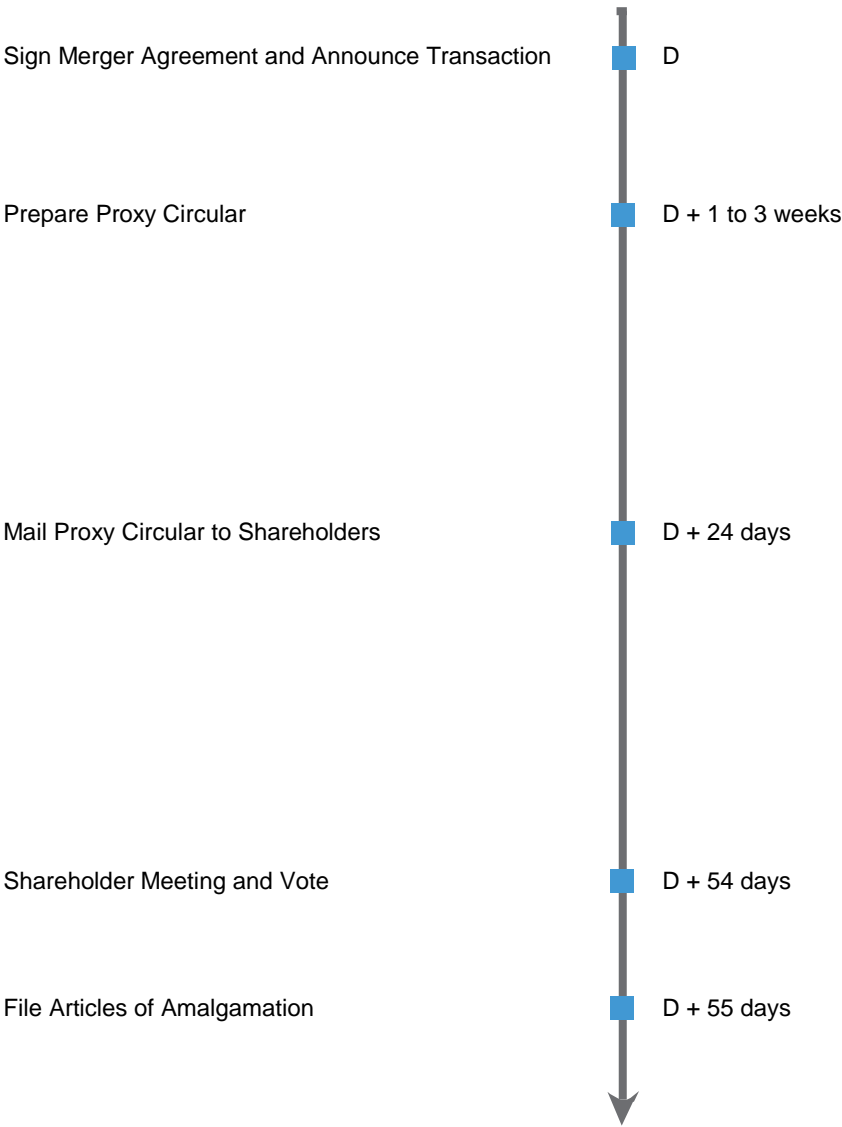 Sign Merger Agreement and Announce Transaction D
Prepare Proxy Circular D + 1 to 3 weeks
Mail Proxy Circular to Shareholders D + 24 days
Shareholder Meeting and Vote D + 54 days
File Articles of Amalgamation D + 55 days